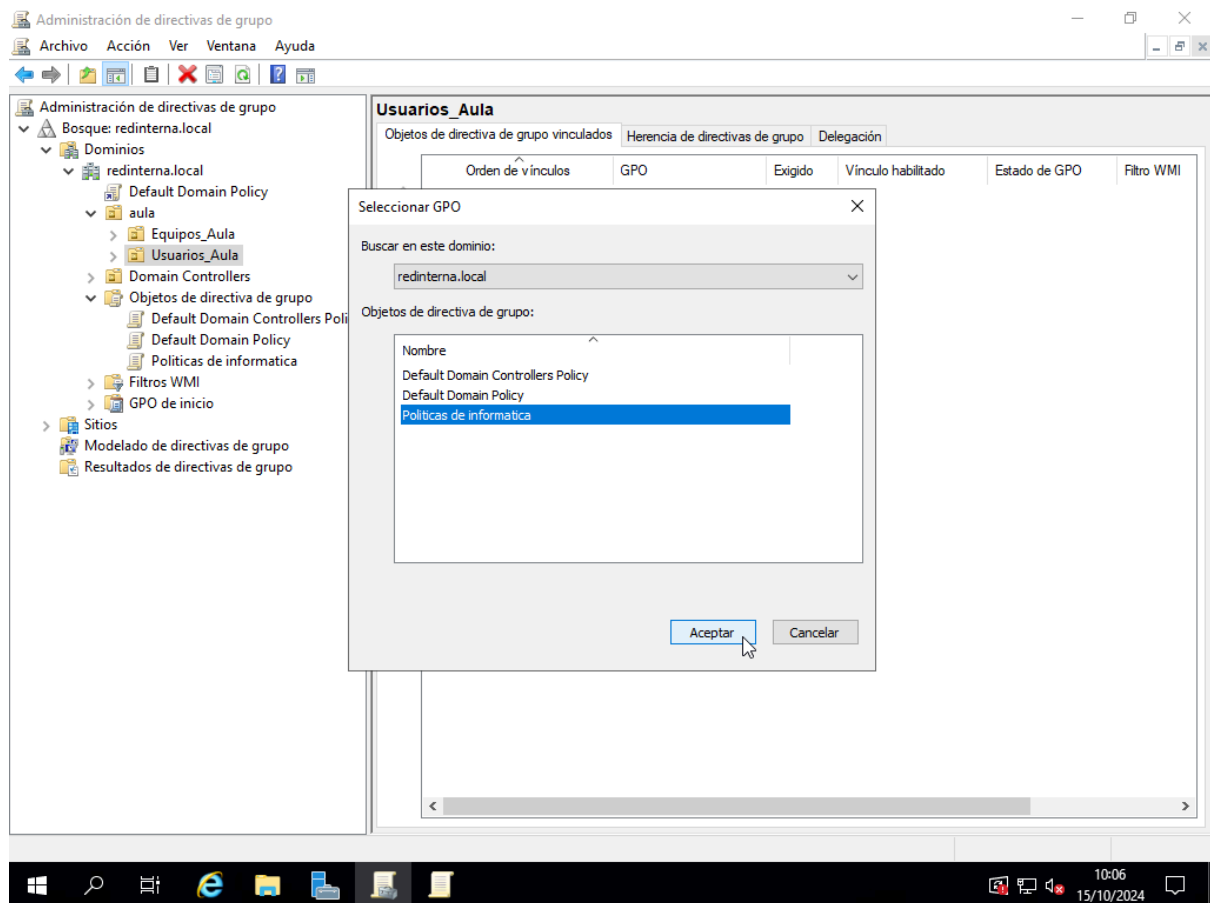 Administración de directivas de grupo
Archivo Acción Ver Ventana Ayuda
Administración de directivas de grupo
Bosque: redinterna.local
Dominios
redinterna.local
Default Domain Policy
aula
Equipos_Aula
Usuarios_Aula
Domain Controllers
Objetos de directiva de grupo
Default Domain Controllers Poli
Default Domain Policy
Politicas de informatica
Filtros WMI
GPO de inicio
Sitios
Modelado de directivas de grupo
Resultados de directivas de grupo
Usuarios_Aula
Objetos de directiva de grupo vinculados Herencia de directivas de grupo Delegación
Orden de vínculos GPO Exigido Vínculo habilitado Estado de GPO Filtro WMI
Seleccionar GPO
Buscar en este dominio:
redinterna.local
Objetos de directiva de grupo:
Nombre
Default Domain Controllers Policy
Default Domain Policy
Politicas de informatica
Aceptar Cancelar
10:06
15/10/2024